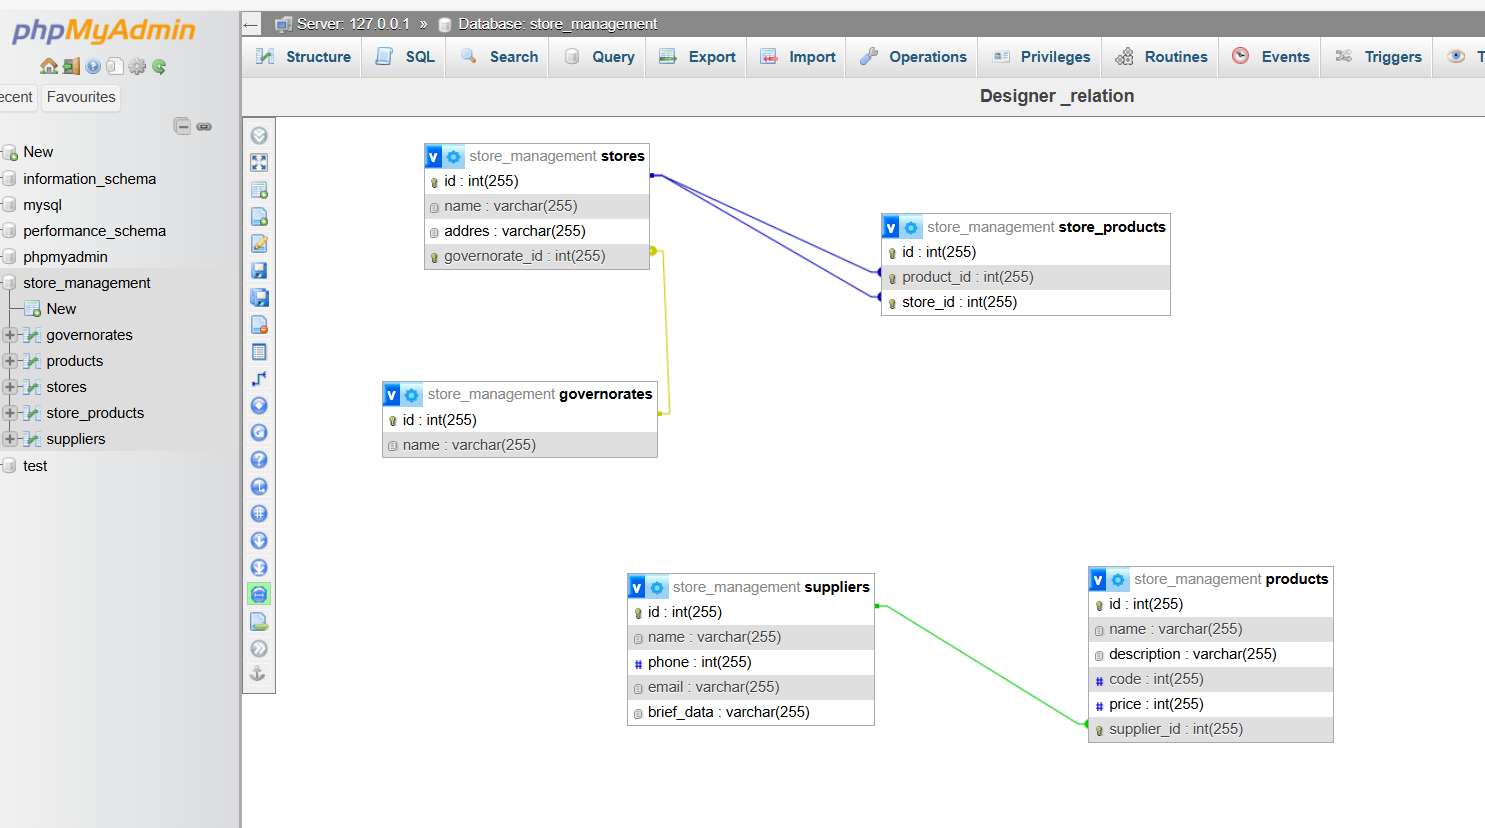 phpMyAdmin
ecent Favourites
New
information_schema
mysql
performance_schema
phpmyadmin
store_management
New
governorates
products
stores
store_products
suppliers
test
Server: 127.0.0.1 » Database: store_management
Structure SQL Search Query Export Import Operations Privileges Routines Events Triggers T
Designer _relation
v store_management stores
id : int(255)
name : varchar(255)
addres : varchar(255)
governorate_id : int(255)
v store_management store_products
id : int(255)
product_id : int(255)
store_id : int(255)
v store_management governorates
id : int(255)
name : varchar(255)
v store_management suppliers
id : int(255)
name : varchar(255)
# phone : int(255)
email : varchar(255)
brief_data : varchar(255)
v store_management products
id : int(255)
name : varchar(255)
description : varchar(255)
# code : int(255)
# price : int(255)
supplier_id : int(255)